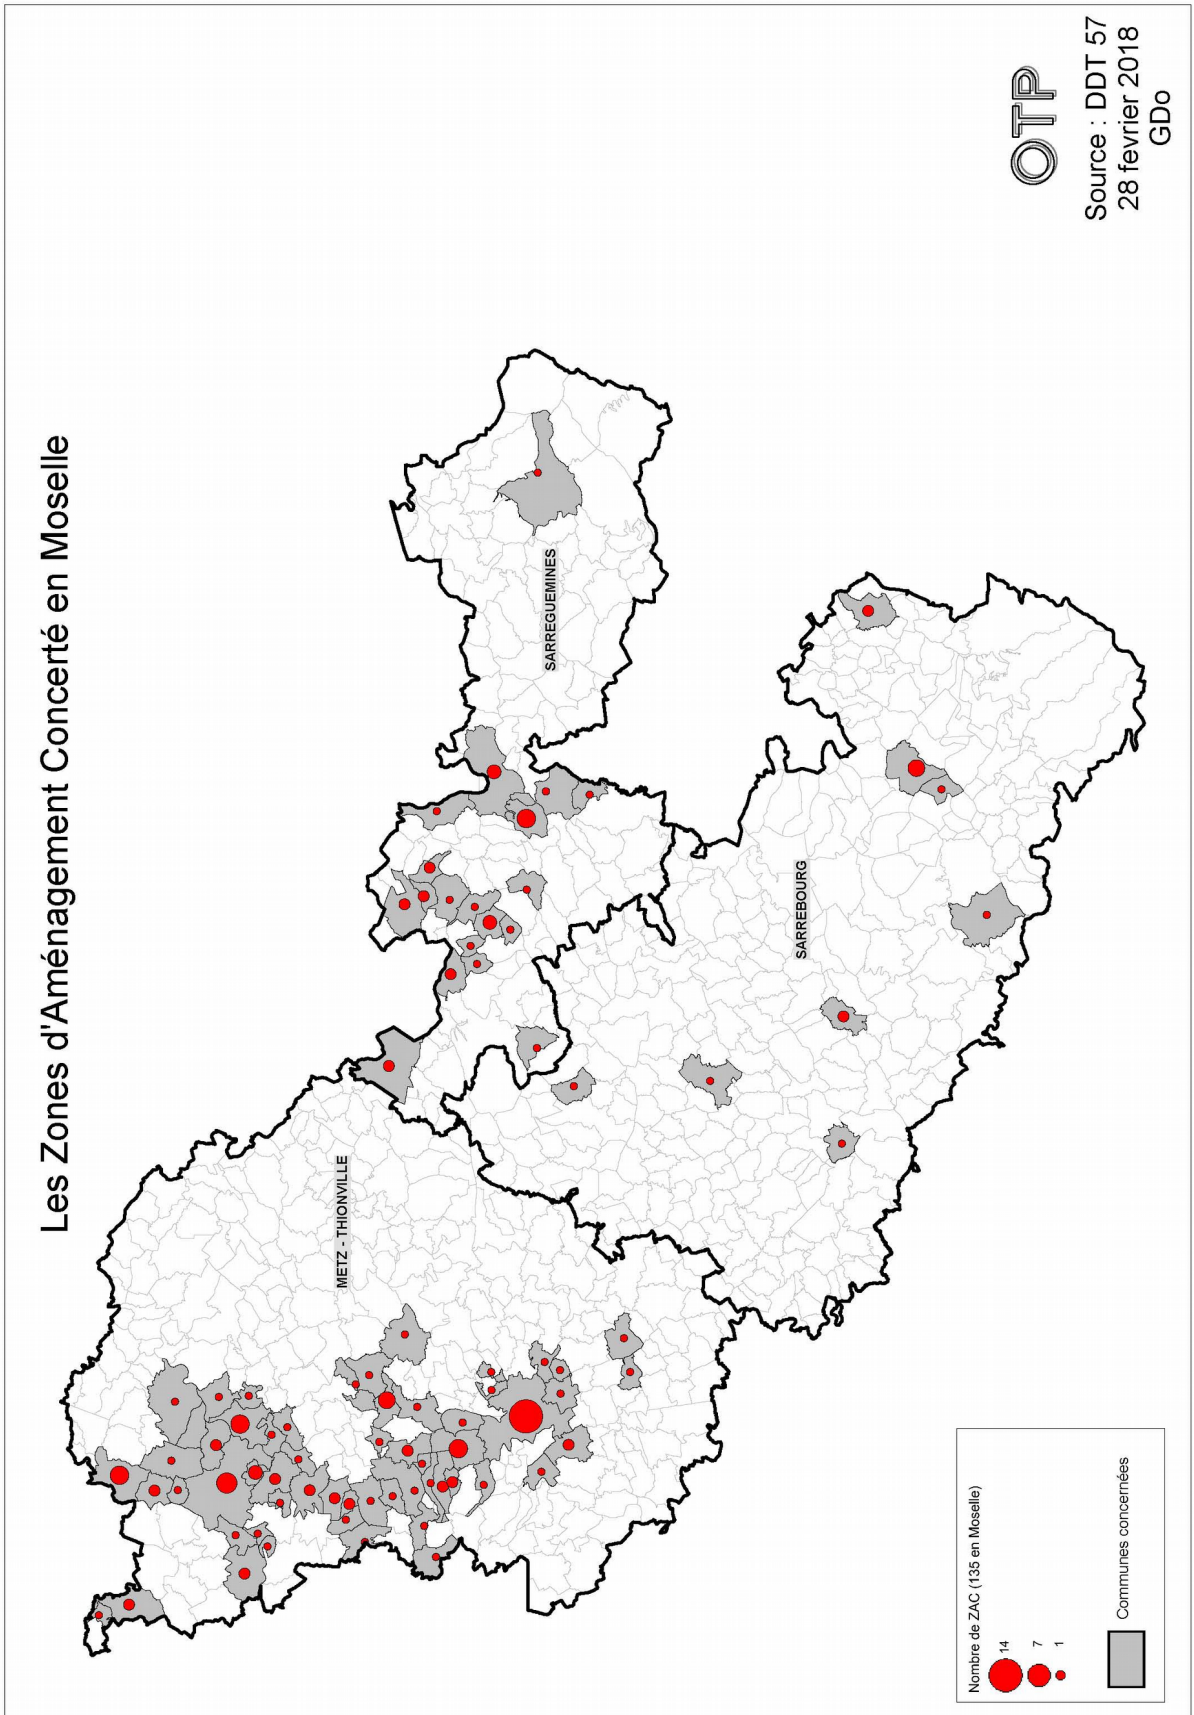 Les Zones d'Aménagement Concerté en Moselle
METZ - THIONVILLE
SARREGUEMINES
SARREBOURG
Nombre de ZAC (135 en Moselle)
14
7
1
Communes concernées
OTP
Source : DDT 57
28 fevrier 2018
GDo